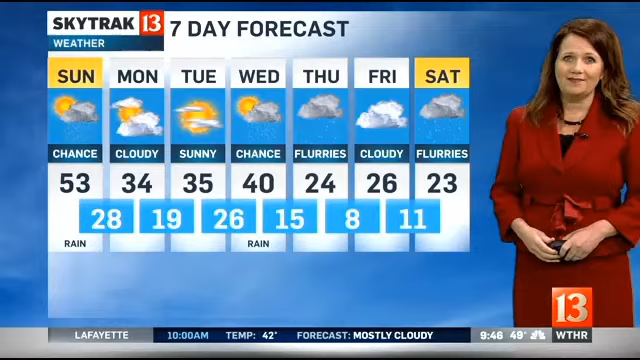 SKYTRAK 13
WEATHER
7 DAY FORECAST
SUN MON TUE WED THU FRI SAT
CHANCE CLOUDY SUNNY CHANCE FLURRIES CLOUDY FLURRIES
53 34 35 40 24 26 23
28 19 26 15 8 11
RAIN RAIN
13
LAFAYETTE 10:00AM TEMP: 42° FORECAST: MOSTLY CLOUDY 9:46 49° WTHR